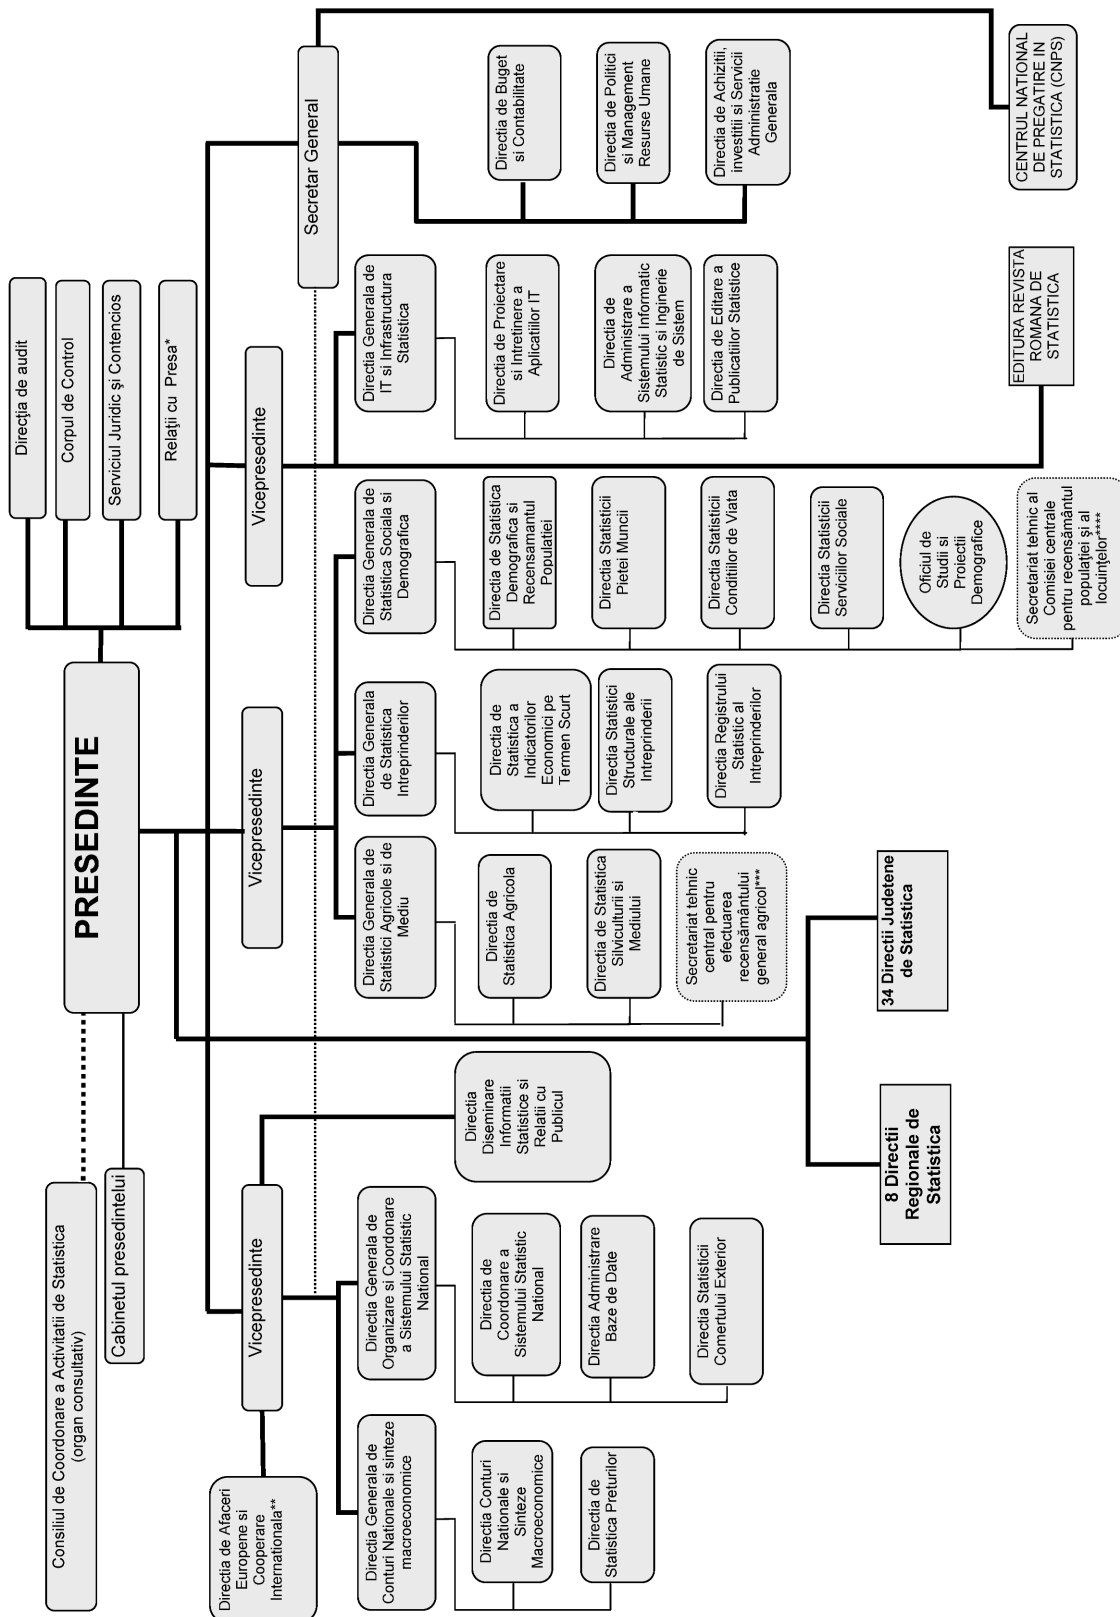 PRESEDINTE
Consiliul de Coordonare a Activitatii de Statistica
(organ consultativ)
Cabinetul presedintelui
Direcţia de audit
Corpul de Control
Serviciul Juridic şi Contencios
Relaţii cu Presa*
Vicepresedinte
Vicepresedinte
Vicepresedinte
Secretar General
Directia de Afaceri
Europene si
Cooperare
Internationala**
Directia Generala de
Conturi Nationale si sinteze
macroeconomice
Directia Conturi
Nationale si
Sinteze
Macroeconomice
Directia de
Statistica Preturilor
Directia Generala de
Organizare si Coordonare
a Sistemului Statistic
National
Directia de
Coordonare a
Sistemului Statistic
National
Directia Administrare
Baze de Date
Directia Statisticii
Comertului Exterior
Directia
Diseminare
Informatii
Statistice si
Relatii cu
Publicul
8 Directii
Regionale de
Statistica
34 Directii Judetene
de Statistica
Directia Generala de
Statistici Agricole si de
Mediu
Directia de
Statistica Agricola
Directia de Statistica
Silviculturii si
Mediului
Secretariat tehnic
central pentru
efectuarea
recensământului
general agricol***
Directia Generala
de Statistica
Intreprinderilor
Directia de
Statistica a
Indicatorilor
Economici pe
Termen Scurt
Directia Statistici
Structurale ale
Intreprinderii
Directia Registrului
Statistic al
Intreprinderilor
Directia Generala de
Statistica Sociala si
Demografica
Directia de Statistica
Demografica si
Recensamantul
Populatiei
Directia Statisticii
Pietei Muncii
Directia Statisticii
Conditiilor de Viata
Directia Statisticii
Serviciilor Sociale
Oficiul de
Studii si
Proiectii
Demografice
Secretariat tehnic al
Comisiei centrale
pentru recensământul
populaţiei şi al
locuinţelor****
Directia Generala de
IT si Infrastructura
Statistica
Directia de Proiectare
si Intretinere a
Aplicatiilor IT
Directia de
Administrare a
Sistemului Informatic
Statistic si Inginerie
de Sistem
Directia de Editare a
Publicatiilor Statistice
EDITURA REVISTA
ROMANA DE
STATISTICA
Directia de Buget
si Contabilitate
Directia de Politici
si Management
Resurse Umane
Directia de Achizitii,
investitii si Servicii
Administratie
Generala
CENTRUL NATIONAL
DE PREGATIRE IN
STATISTICA (CNPS)